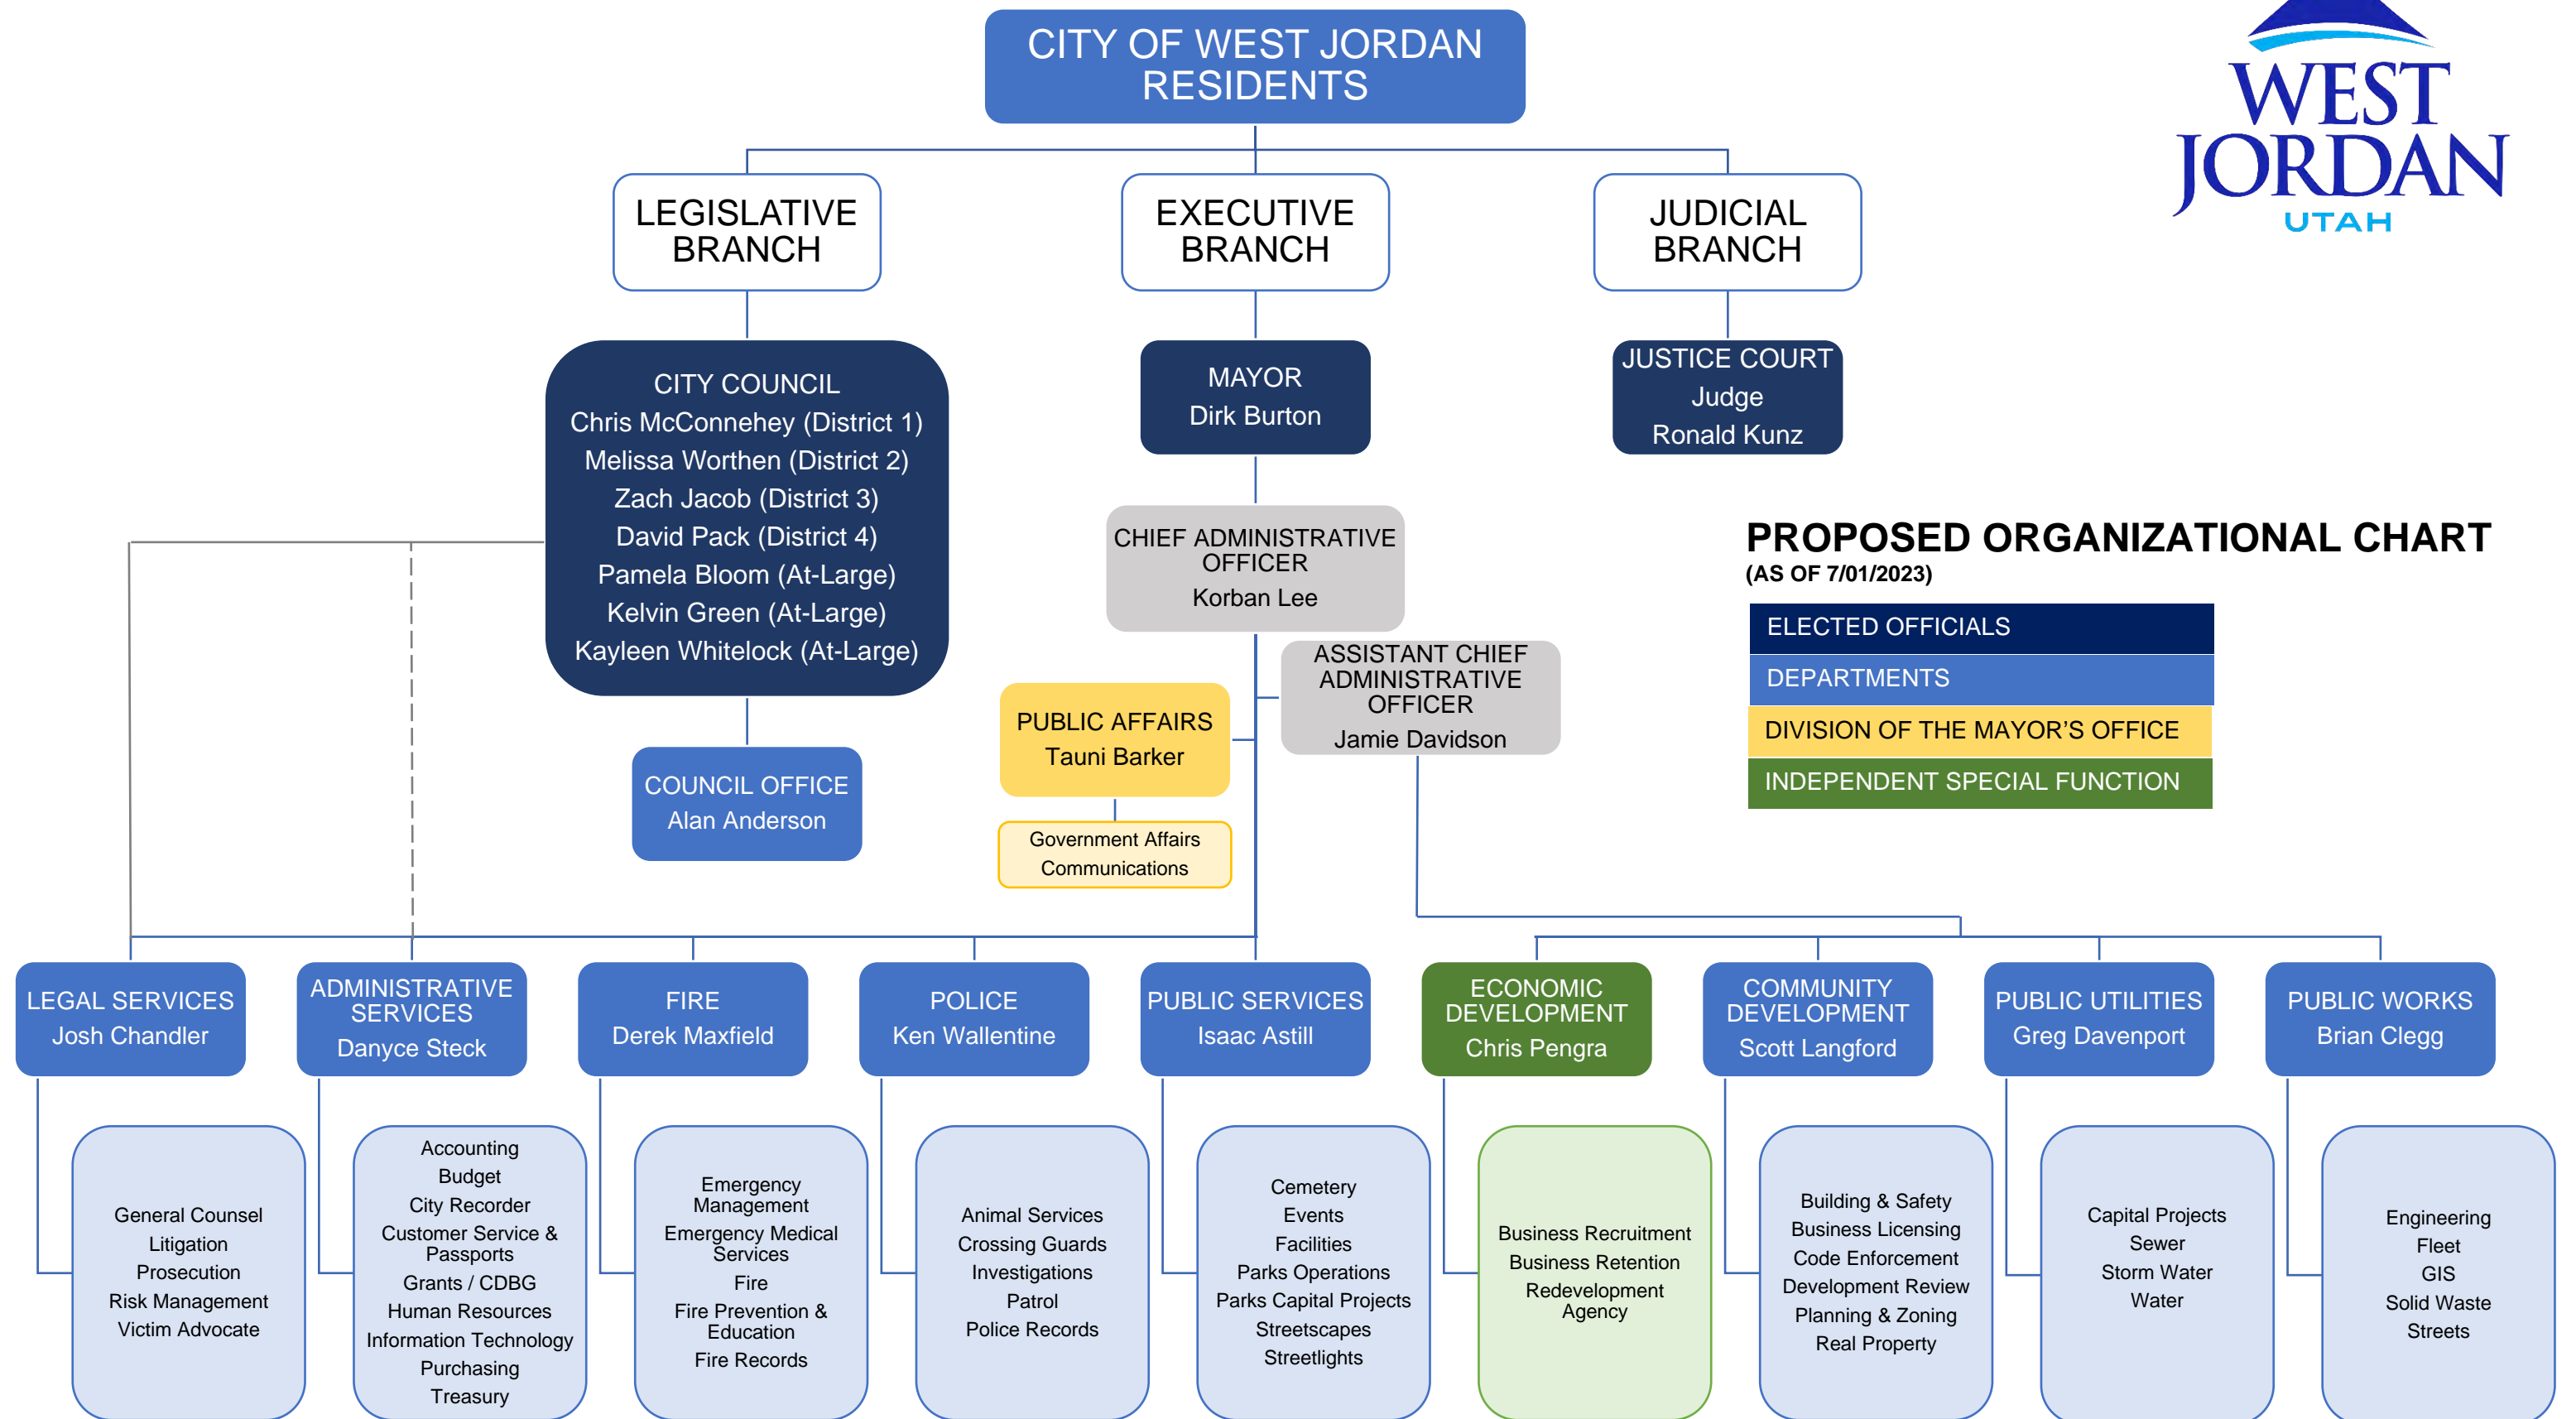 CITY OF WEST JORDAN
RESIDENTS
WEST
JORDAN
UTAH
LEGISLATIVE
BRANCH
EXECUTIVE
BRANCH
JUDICIAL
BRANCH
CITY COUNCIL
Chris McConnehey (District 1)
Melissa Worthen (District 2)
Zach Jacob (District 3)
David Pack (District 4)
Pamela Bloom (At-Large)
Kelvin Green (At-Large)
Kayleen Whitelock (At-Large)
MAYOR
Dirk Burton
JUSTICE COURT
Judge
Ronald Kunz
CHIEF ADMINISTRATIVE
OFFICER
Korban Lee
ASSISTANT CHIEF
ADMINISTRATIVE
OFFICER
Jamie Davidson
PROPOSED ORGANIZATIONAL CHART
(AS OF 7/01/2023)
ELECTED OFFICIALS
DEPARTMENTS
DIVISION OF THE MAYOR’S OFFICE
INDEPENDENT SPECIAL FUNCTION
PUBLIC AFFAIRS
Tauni Barker
Government Affairs
Communications
COUNCIL OFFICE
Alan Anderson
LEGAL SERVICES
Josh Chandler
ADMINISTRATIVE
SERVICES
Danyce Steck
FIRE
Derek Maxfield
POLICE
Ken Wallentine
PUBLIC SERVICES
Isaac Astill
ECONOMIC
DEVELOPMENT
Chris Pengra
COMMUNITY
DEVELOPMENT
Scott Langford
PUBLIC UTILITIES
Greg Davenport
PUBLIC WORKS
Brian Clegg
General Counsel
Litigation
Prosecution
Risk Management
Victim Advocate
Accounting
Budget
City Recorder
Customer Service &
Passports
Grants / CDBG
Human Resources
Information Technology
Purchasing
Treasury
Emergency
Management
Emergency Medical
Services
Fire
Fire Prevention &
Education
Fire Records
Animal Services
Crossing Guards
Investigations
Patrol
Police Records
Cemetery
Events
Facilities
Parks Operations
Parks Capital Projects
Streetscapes
Streetlights
Business Recruitment
Business Retention
Redevelopment
Agency
Building & Safety
Business Licensing
Code Enforcement
Development Review
Planning & Zoning
Real Property
Capital Projects
Sewer
Storm Water
Water
Engineering
Fleet
GIS
Solid Waste
Streets